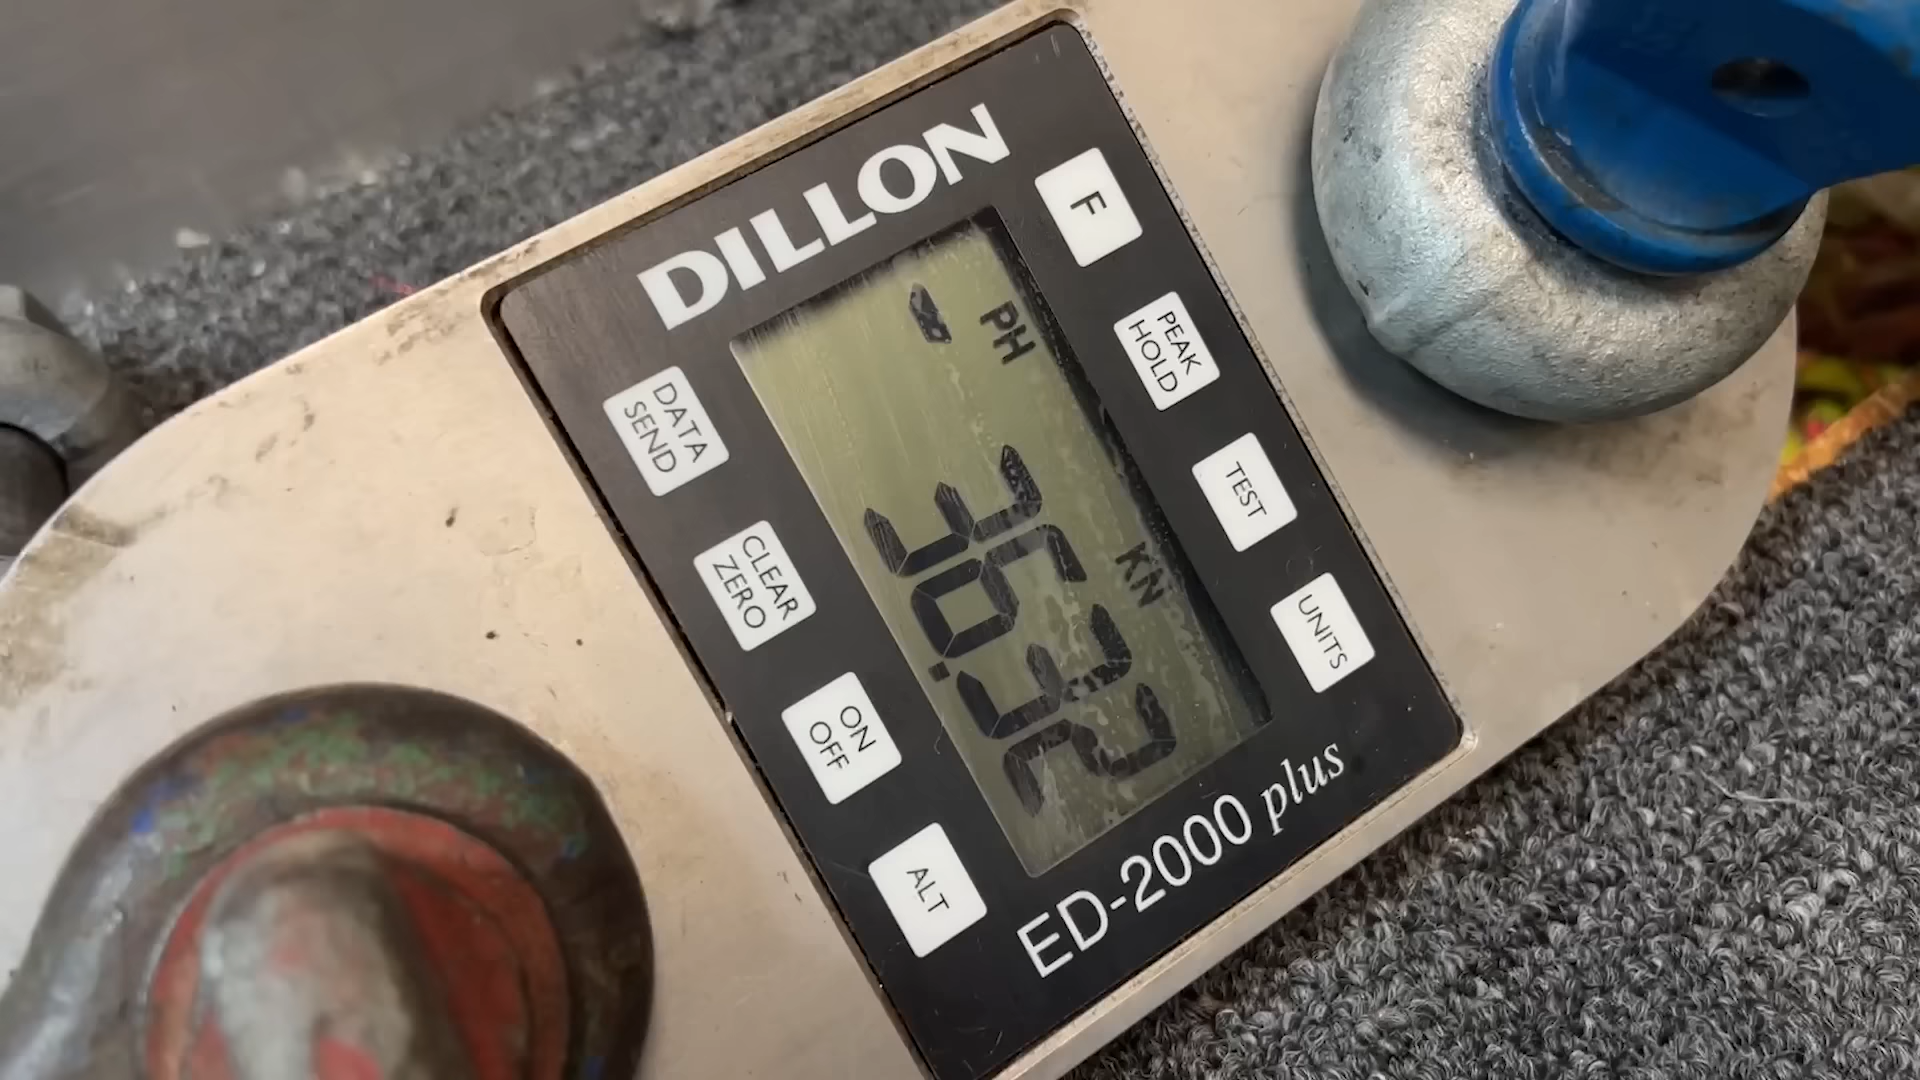 DILLON
F
PEAK
HOLD
TEST
UNITS
DATA
SEND
CLEAR
ZERO
ON
OFF
ALT
PH
KN
36.32
ED-2000 plus